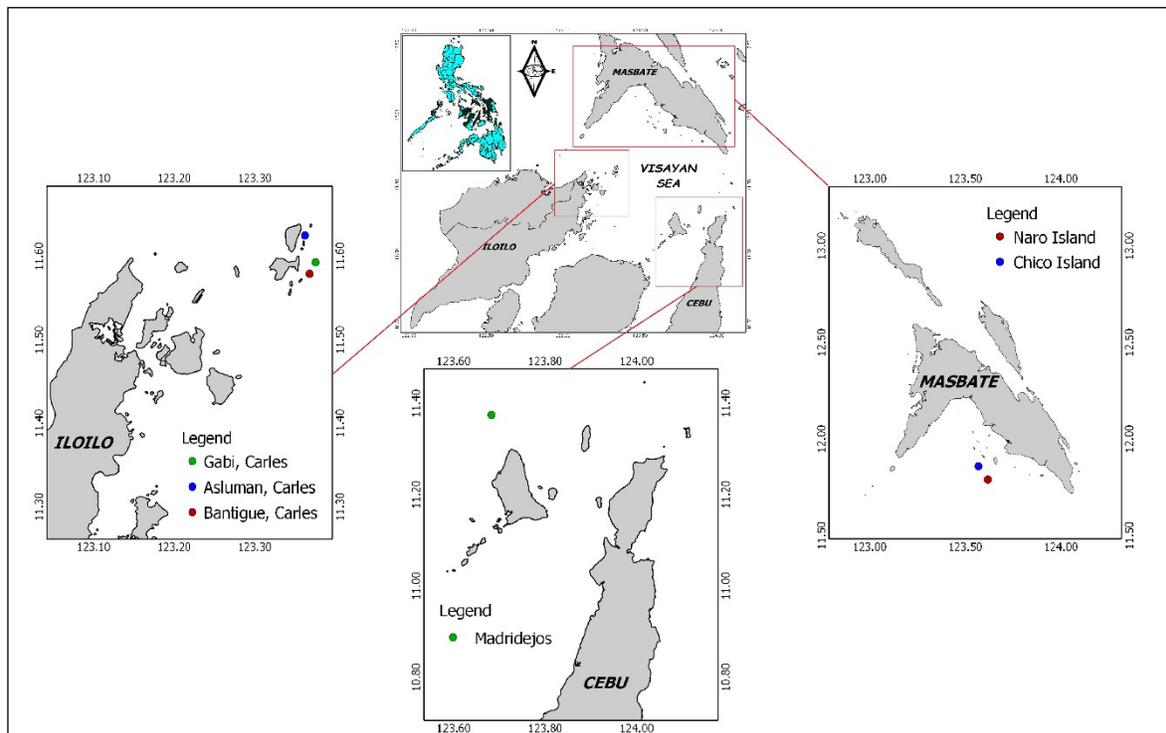 N
E
MASBATE
VISAYAN
SEA
ILOILO
CEBU
123.10 123.20 123.30
11.60 11.60
11.50 11.50
11.40 11.40
11.30 11.30
ILOILO
Legend
Gabi, Carles
Asluman, Carles
Bantigue, Carles
123.10 123.20 123.30
123.60 123.80 124.00
11.40 11.40
11.20 11.20
11.00 11.00
10.80 10.80
Legend
Madridejos
CEBU
123.60 123.80 124.00
123.00 123.50 124.00
Legend
Naro Island
Chico Island
13.00 13.00
12.50 12.50
MASBATE
12.00 12.00
11.50 11.50
123.00 123.50 124.00